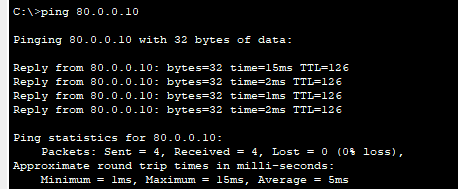 C:\>ping 80.0.0.10
Pinging 80.0.0.10 with 32 bytes of data:
Reply from 80.0.0.10: bytes=32 time=15ms TTL=126
Reply from 80.0.0.10: bytes=32 time=2ms TTL=126
Reply from 80.0.0.10: bytes=32 time=1ms TTL=126
Reply from 80.0.0.10: bytes=32 time=2ms TTL=126
Ping statistics for 80.0.0.10:
    Packets: Sent = 4, Received = 4, Lost = 0 (0% loss),
Approximate round trip times in milli-seconds:
    Minimum = 1ms, Maximum = 15ms, Average = 5ms